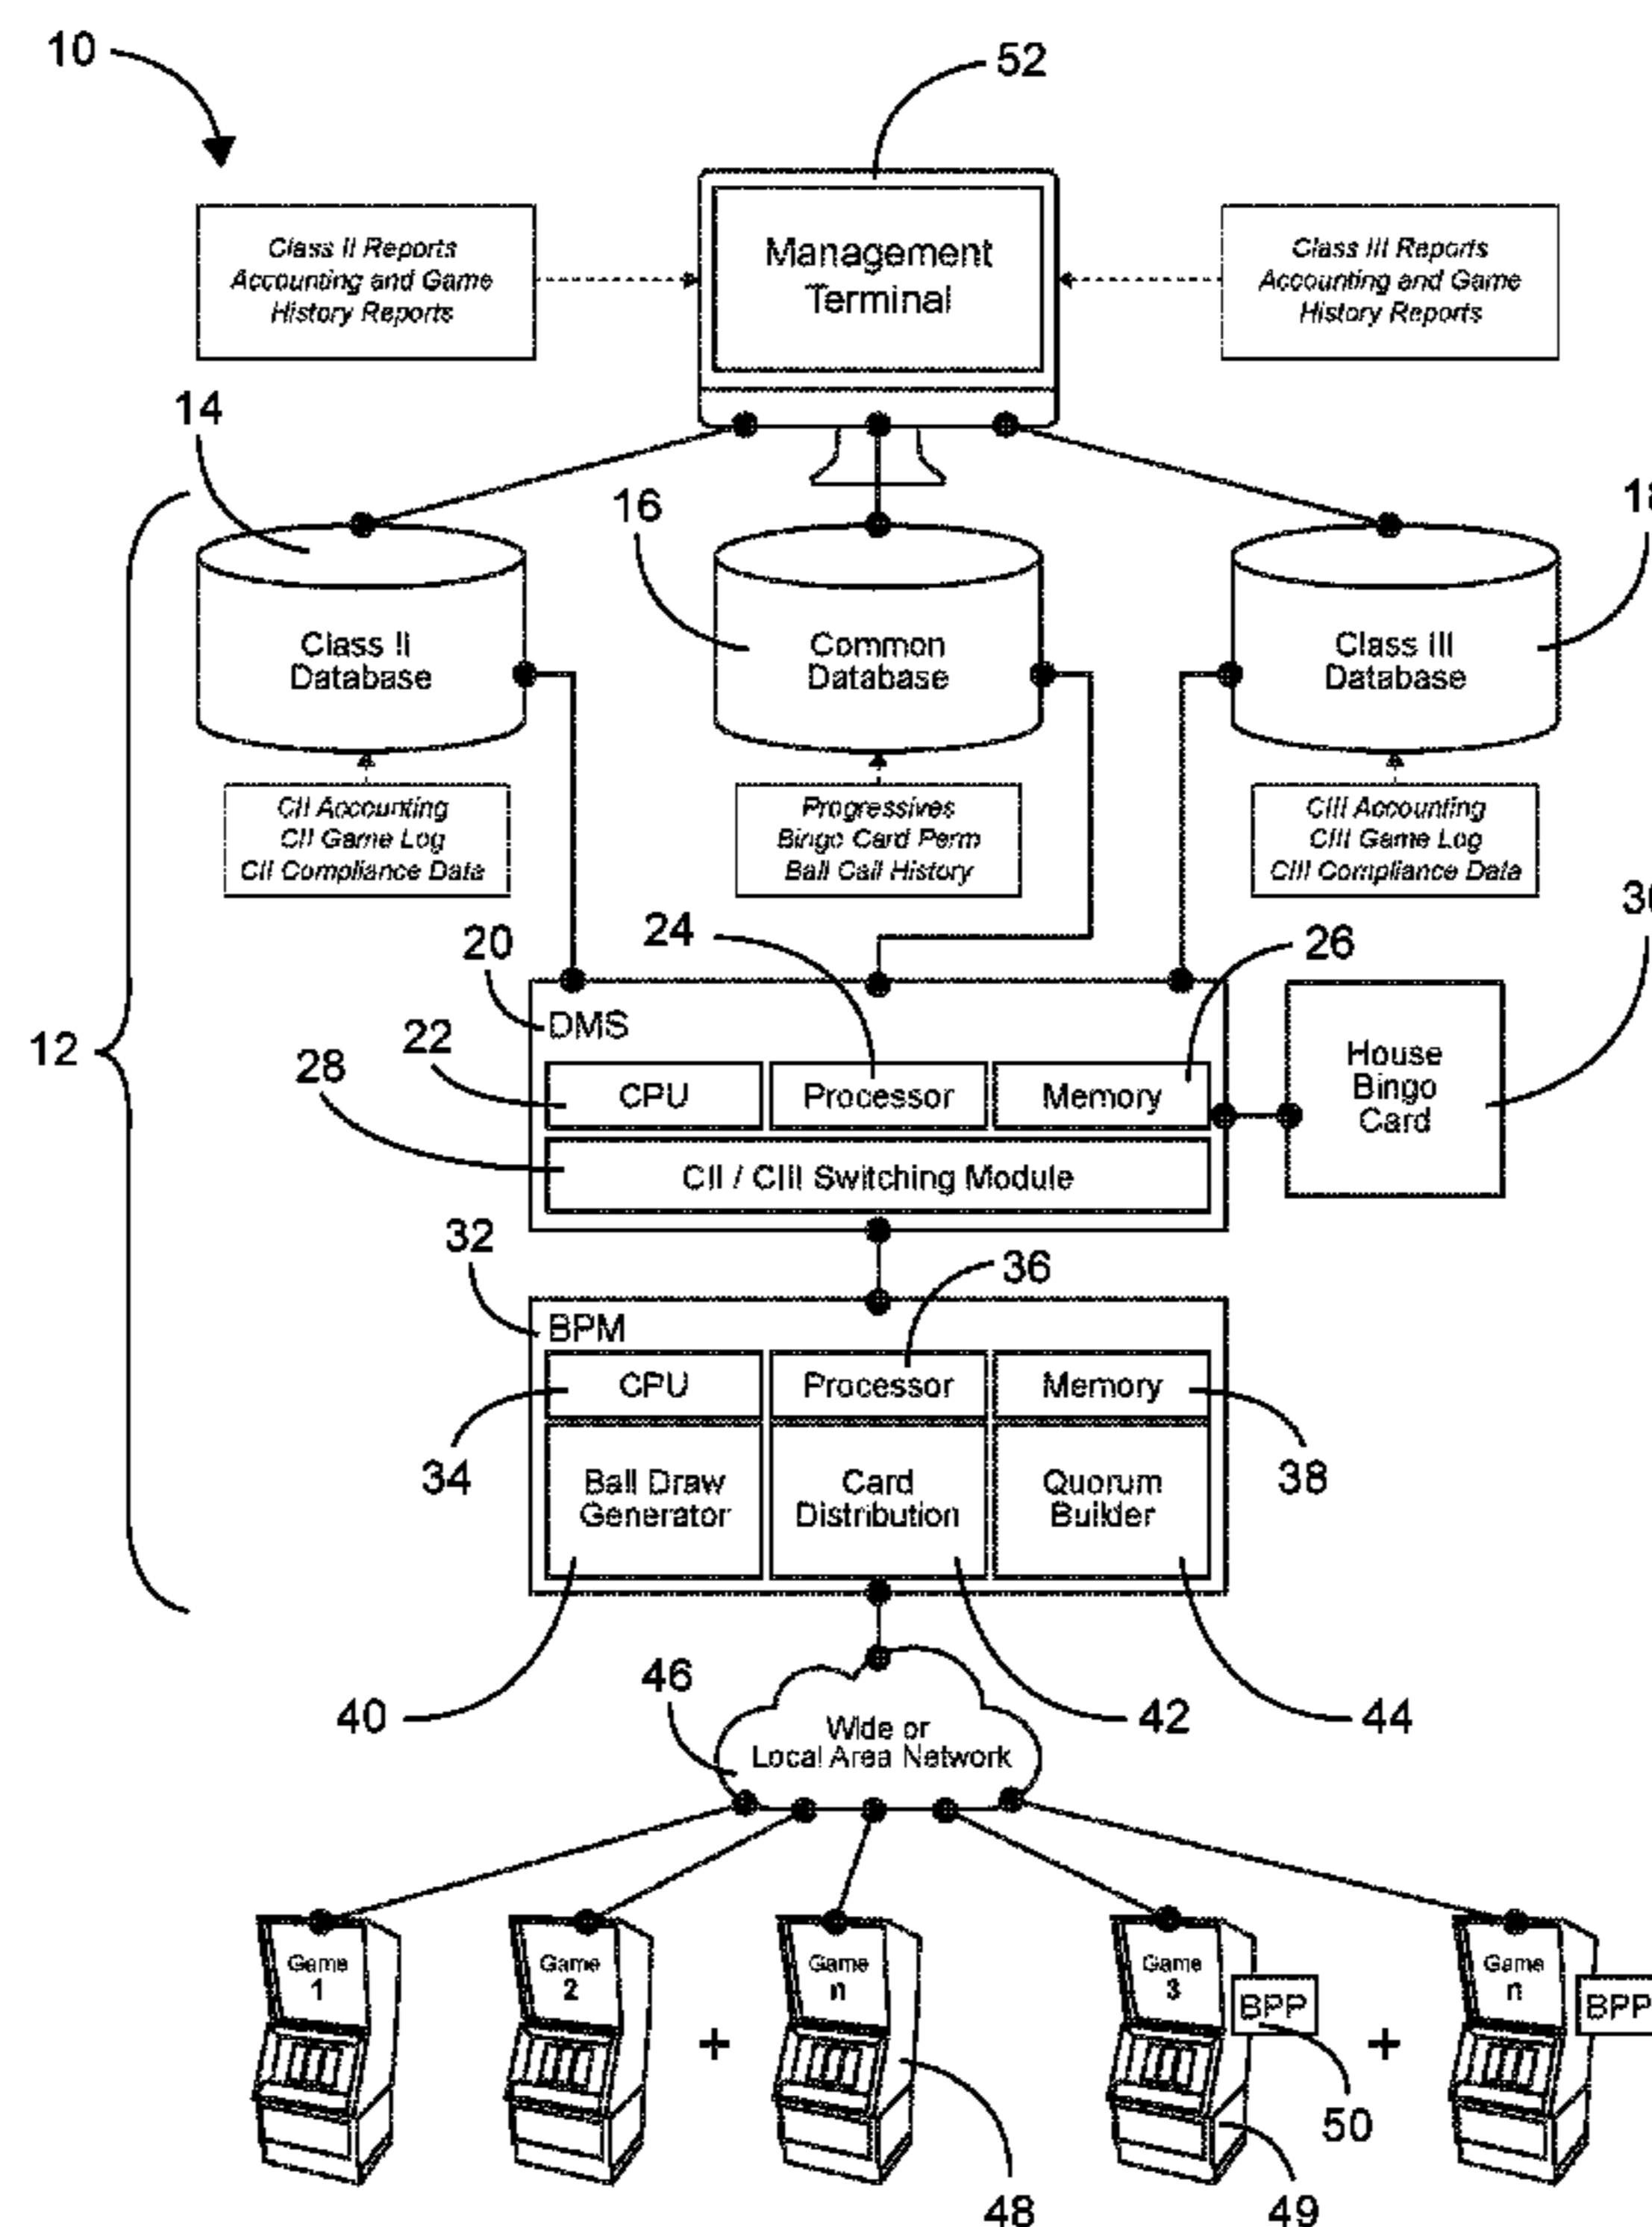 10
52
Class II Reports
Accounting and Game
History Reports
Management
Terminal
Class III Reports
Accounting and Game
History Reports
14
16
12
Class II
Database
Common
Database
Class III
Database
CII Accounting
CII Game Log
CII Compliance Data
Progressives
Bingo Card Perm
Ball Call History
CIII Accounting
CIII Game Log
CIII Compliance Data
20
24
26
22
28
DMS
CPU
Processor
Memory
CII / CIII Switching Module
House
Bingo
Card
32
36
BPM
CPU
Processor
Memory
34
38
Ball Draw
Generator
Card
Distribution
Quorum
Builder
40
42
44
46
Wide or
Local Area Network
Game
1
Game
2
+
Game
n
Game
3
BPP
+
Game
n
BPP
50
48
49